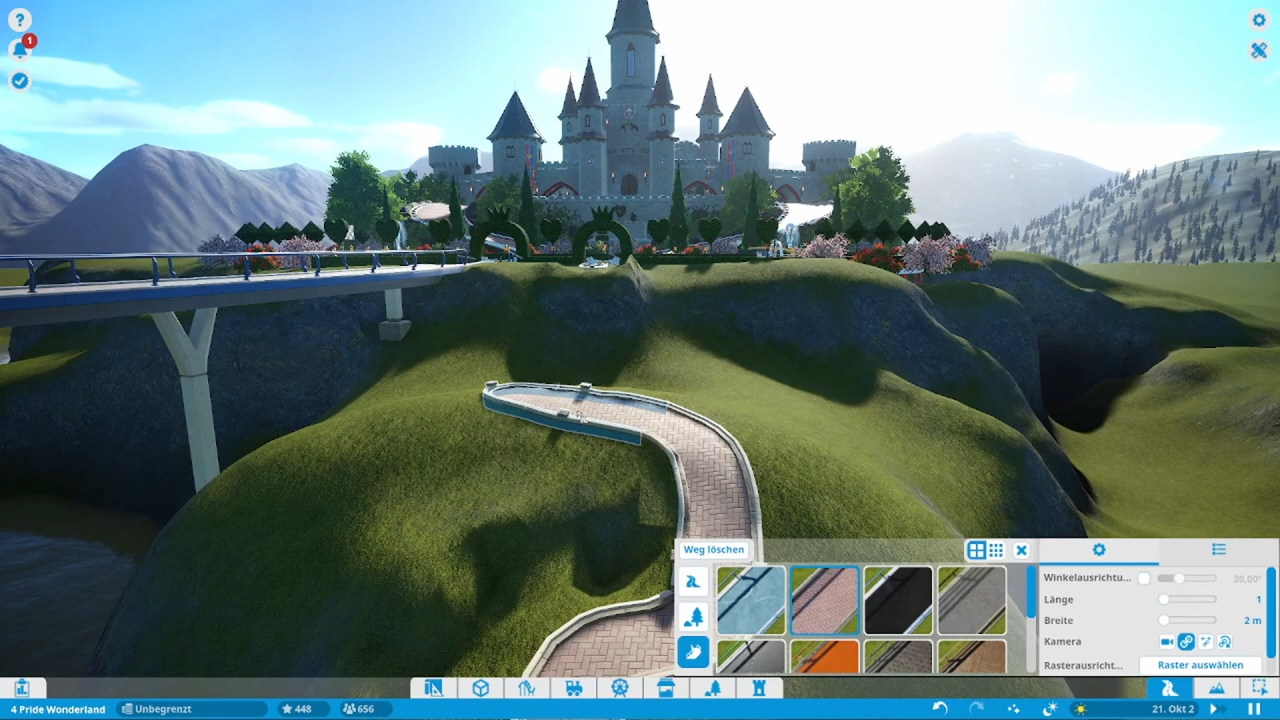 ?
1
Weg löschen
Winkelausrichtu...
30,00°
Länge
1
Breite
2 m
Kamera
Rasterausricht...
Raster auswählen
4 Pride Wonderland
Unbegrenzt
448
656
21. Okt 2